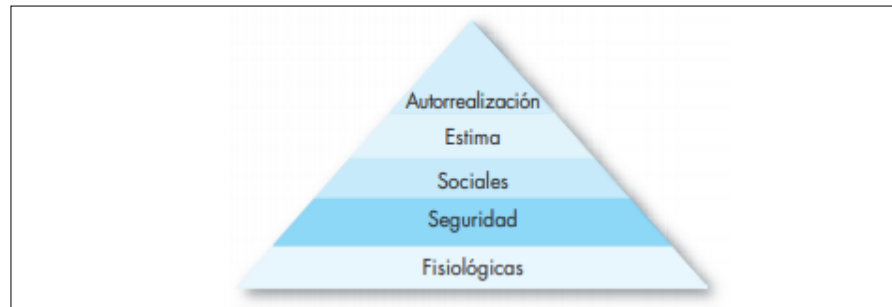 Autorrealización
Estima
Sociales
Seguridad
Fisiológicas